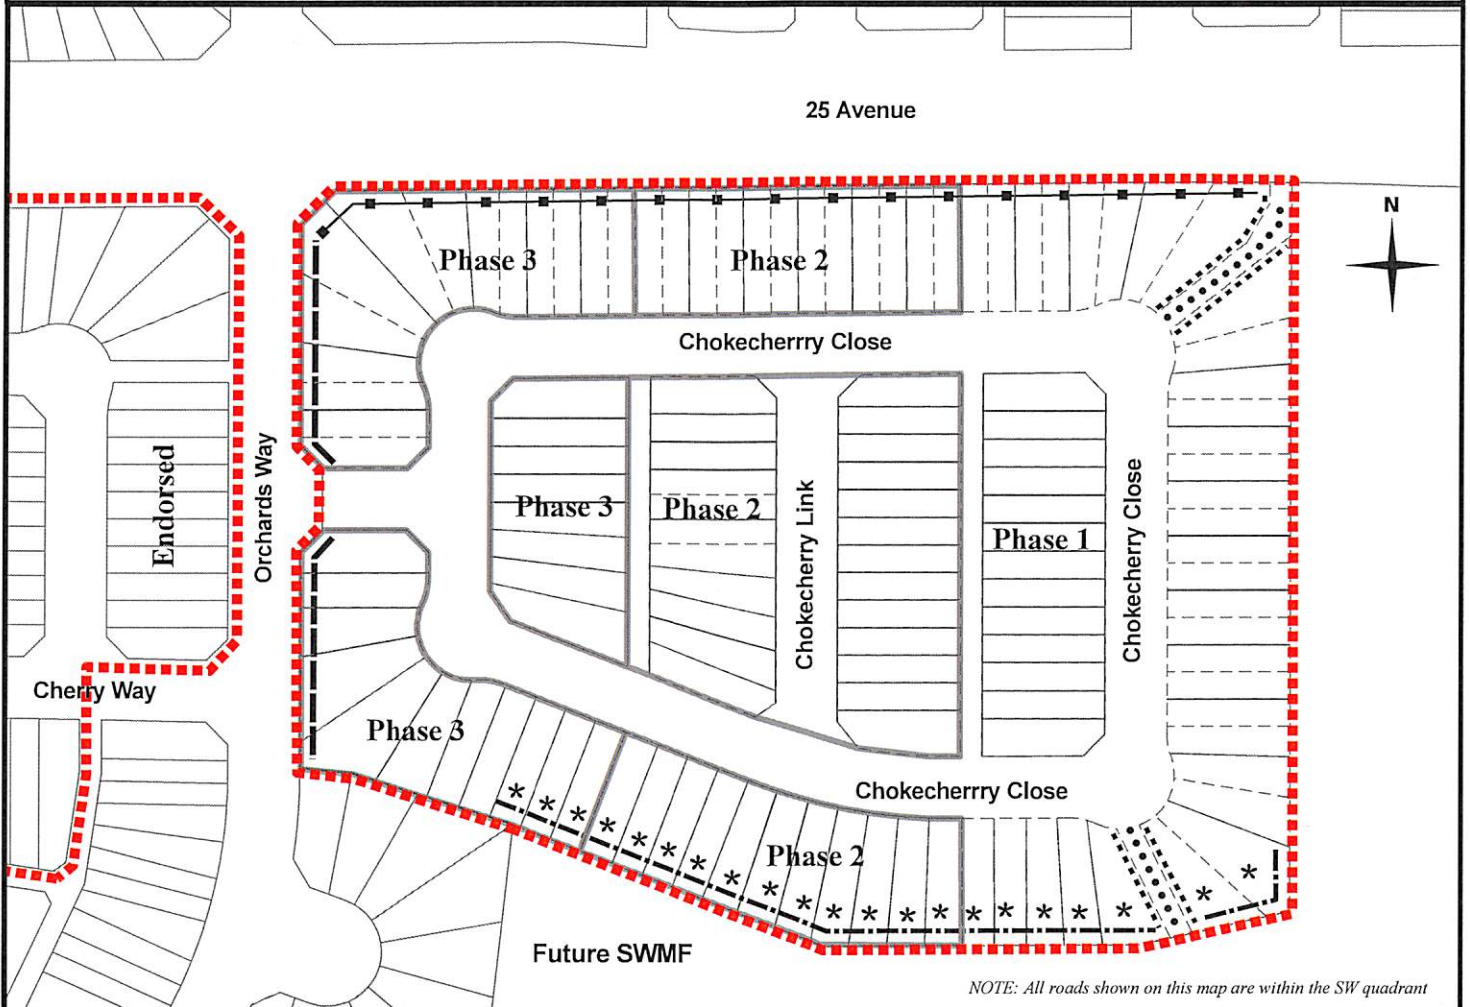 25 Avenue
N
Phase 3
Phase 2
Chokecherrry Close
Endorsed
Orchards Way
Phase 3
Phase 2
Chokecherry Link
Phase 1
Chokecherry Close
Cherry Way
Phase 3
Chokecherrry Close
Phase 2
Future SWMF
NOTE: All roads shown on this map are within the SW quadrant